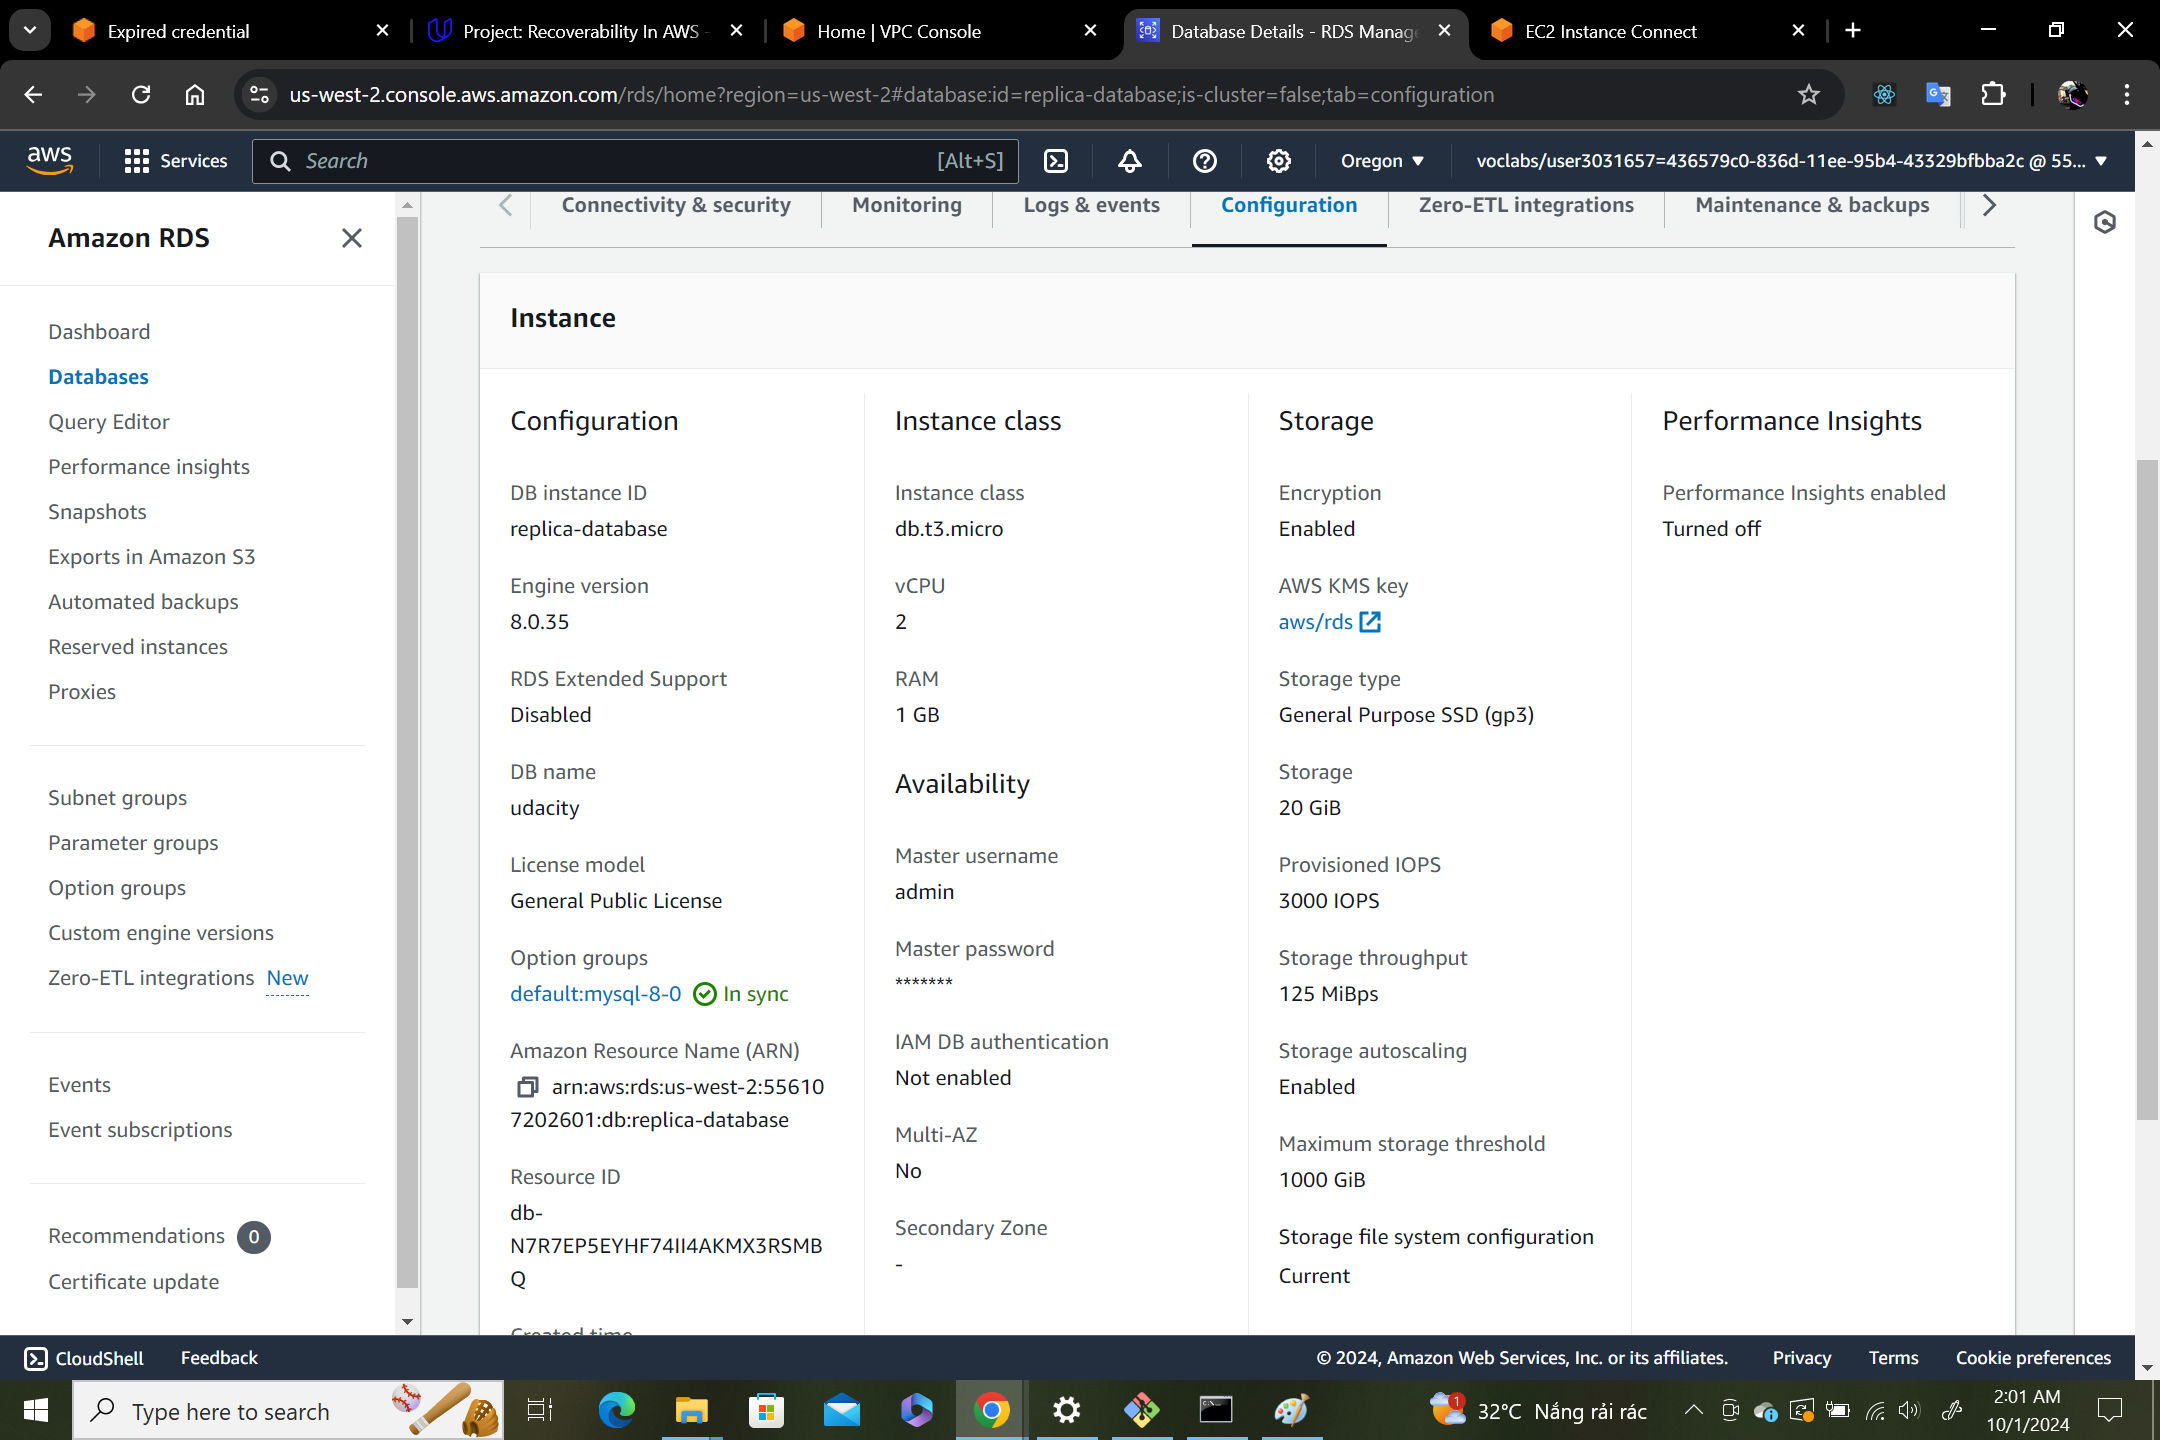 Expired credential
Project: Recoverability In AWS -
Home | VPC Console
Database Details - RDS Manage
EC2 Instance Connect
us-west-2.console.aws.amazon.com/rds/home?region=us-west-2#database:id=replica-database;is-cluster=false;tab=configuration
aws
Services
Search
[Alt+S]
Oregon
voclabs/user3031657=436579c0-836d-11ee-95b4-43329bfbba2c @ 55...
Amazon RDS
Dashboard
Databases
Query Editor
Performance insights
Snapshots
Exports in Amazon S3
Automated backups
Reserved instances
Proxies
Subnet groups
Parameter groups
Option groups
Custom engine versions
Zero-ETL integrations New
Events
Event subscriptions
Recommendations 0
Certificate update
Connectivity & security
Monitoring
Logs & events
Configuration
Zero-ETL integrations
Maintenance & backups
Instance
Configuration
DB instance ID
replica-database
Engine version
8.0.35
RDS Extended Support
Disabled
DB name
udacity
License model
General Public License
Option groups
default:mysql-8-0 In sync
Amazon Resource Name (ARN)
arn:aws:rds:us-west-2:55610
7202601:db:replica-database
Resource ID
db-
N7R7EP5EYHF74II4AKMX3RSMB
Q
Created time
Instance class
Instance class
db.t3.micro
vCPU
2
RAM
1 GB
Availability
Master username
admin
Master password
*******
IAM DB authentication
Not enabled
Multi-AZ
No
Secondary Zone
-
Storage
Encryption
Enabled
AWS KMS key
aws/rds
Storage type
General Purpose SSD (gp3)
Storage
20 GiB
Provisioned IOPS
3000 IOPS
Storage throughput
125 MiBps
Storage autoscaling
Enabled
Maximum storage threshold
1000 GiB
Storage file system configuration
Current
Performance Insights
Performance Insights enabled
Turned off
CloudShell
Feedback
© 2024, Amazon Web Services, Inc. or its affiliates.
Privacy
Terms
Cookie preferences
Type here to search
1
32°C Nắng rải rác
2:01 AM
10/1/2024